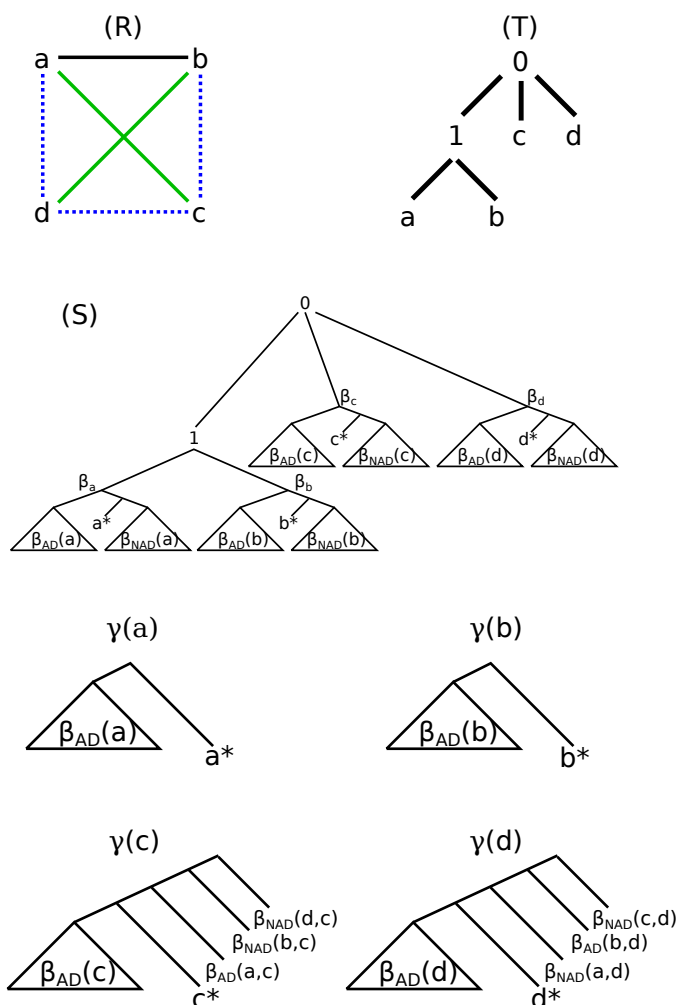 (R) (T)
a b 0
1 c d
d c a b
(S) 0
β_c β_d
c* d*
β_AD(c) β_NAD(c) β_AD(d) β_NAD(d)
1
β_a β_b
a* b*
β_AD(a) β_NAD(a) β_AD(b) β_NAD(b)
γ(a) γ(b)
β_AD(a) a* β_AD(b) b*
γ(c) γ(d)
β_NAD(d,c) β_NAD(c,d)
β_NAD(b,c) β_AD(b,d)
β_AD(c) β_AD(a,c) β_AD(d) β_NAD(a,d)
c* d*